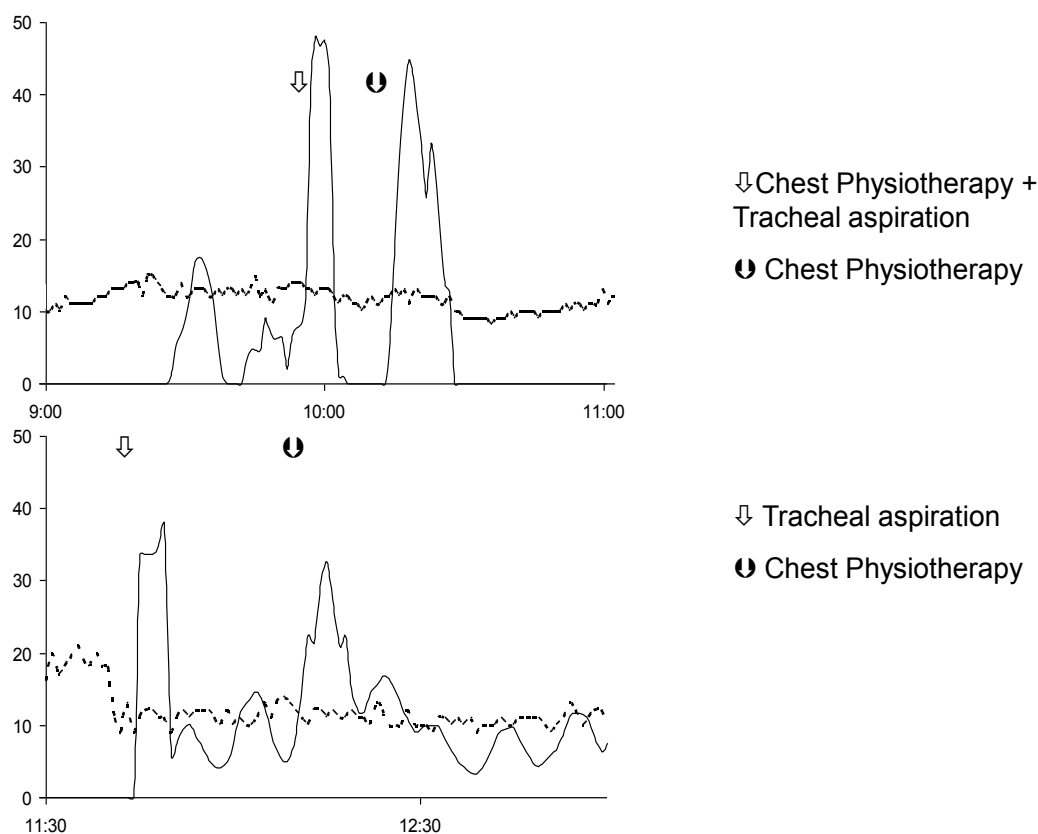 50
40
30
20
10
0
9:00 10:00 11:00
⇩Chest Physiotherapy +
Tracheal aspiration
Chest Physiotherapy
50
40
30
20
10
0
11:30 12:30
⇩ Tracheal aspiration
Chest Physiotherapy